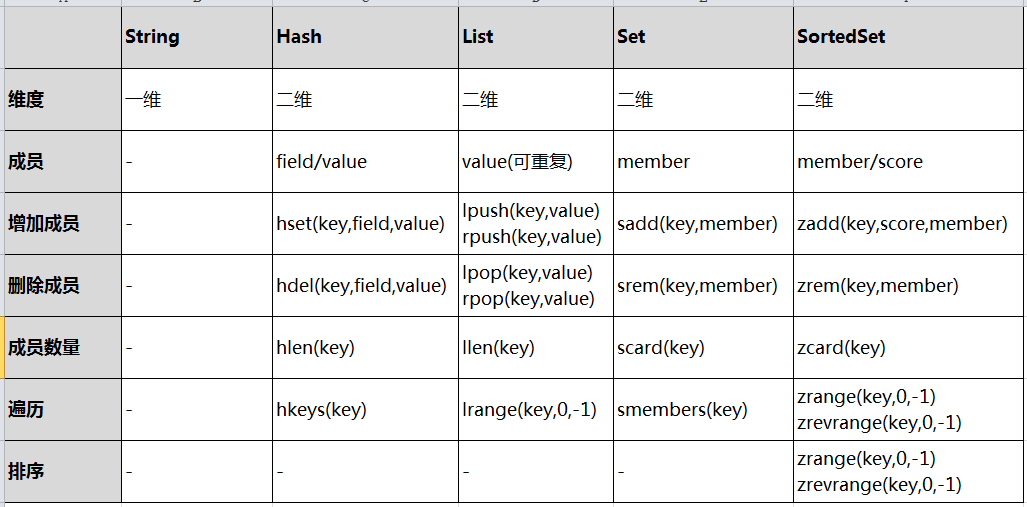 String Hash List Set SortedSet
维度 一维 二维 二维 二维 二维
成员 - field/value value(可重复) member member/score
增加成员 - hset(key,field,value) lpush(key,value) rpush(key,value) sadd(key,member) zadd(key,score,member)
删除成员 - hdel(key,field,value) lpop(key,value) rpop(key,value) srem(key,member) zrem(key,member)
成员数量 - hlen(key) llen(key) scard(key) zcard(key)
遍历 - hkeys(key) lrange(key,0,-1) smembers(key) zrange(key,0,-1) zrevrange(key,0,-1)
排序 - - - - zrange(key,0,-1) zrevrange(key,0,-1)